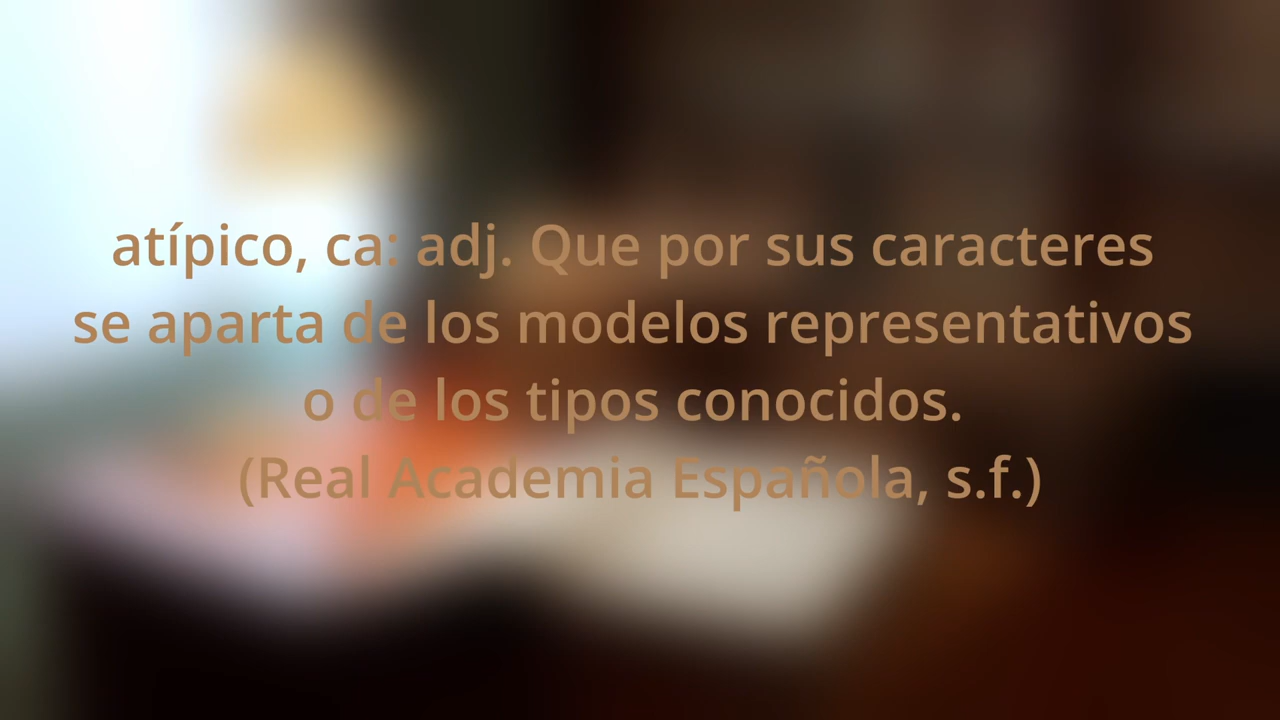 atípico, ca: adj. Que por sus caracteres
se aparta de los modelos representativos
o de los tipos conocidos.
(Real Academia Española, s.f.)